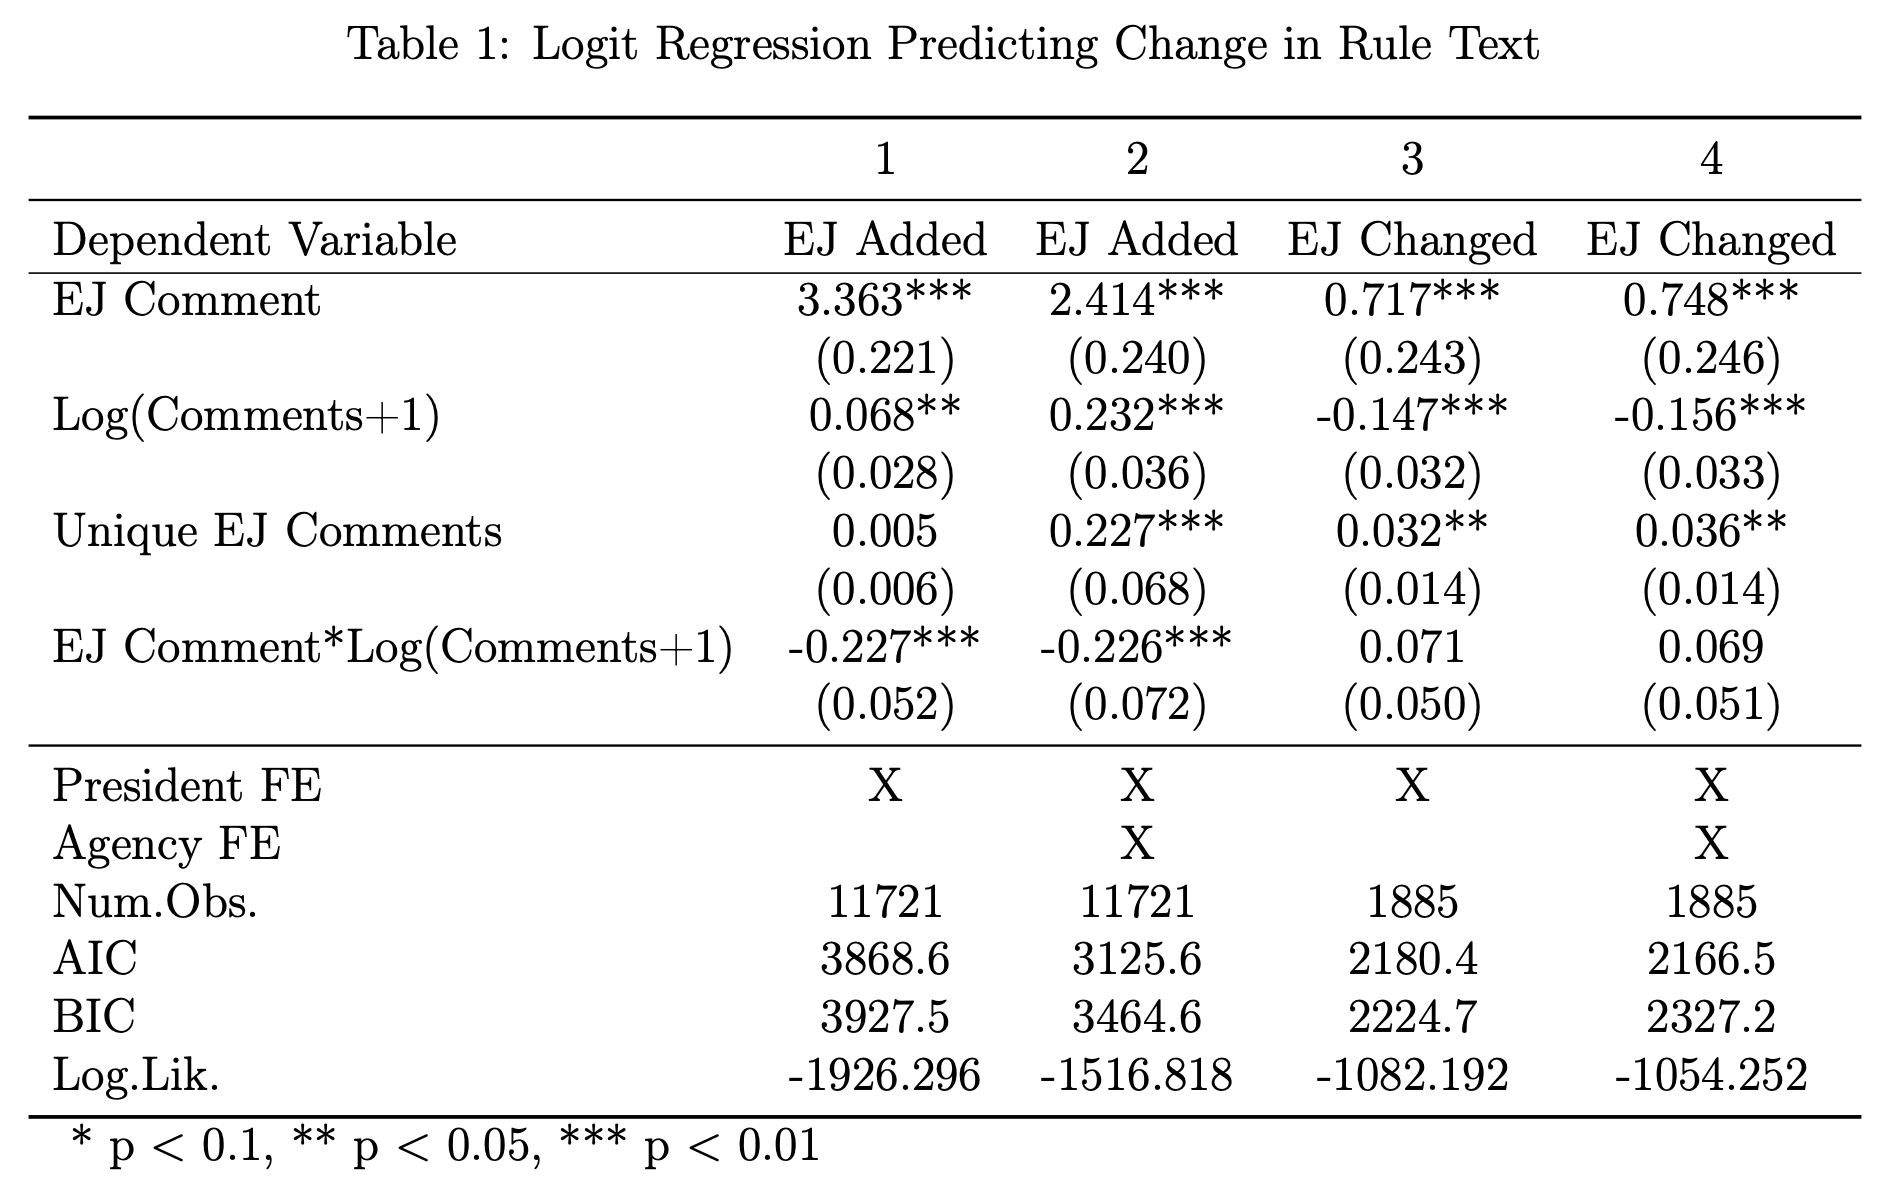 Table 1: Logit Regression Predicting Change in Rule Text
1 2 3 4
Dependent Variable EJ Added EJ Added EJ Changed EJ Changed
EJ Comment 3.363*** 2.414*** 0.717*** 0.748***
(0.221) (0.240) (0.243) (0.246)
Log(Comments+1) 0.068** 0.232*** -0.147*** -0.156***
(0.028) (0.036) (0.032) (0.033)
Unique EJ Comments 0.005 0.227*** 0.032** 0.036**
(0.006) (0.068) (0.014) (0.014)
EJ Comment*Log(Comments+1) -0.227*** -0.226*** 0.071 0.069
(0.052) (0.072) (0.050) (0.051)
President FE X X X X
Agency FE X X
Num.Obs. 11721 11721 1885 1885
AIC 3868.6 3125.6 2180.4 2166.5
BIC 3927.5 3464.6 2224.7 2327.2
Log.Lik. -1926.296 -1516.818 -1082.192 -1054.252
* p < 0.1, ** p < 0.05, *** p < 0.01